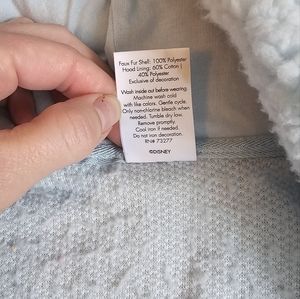 Faux Fur Shell: 100% Polyester
Hood Lining: 60% Cotton |
40% Polyester
Exclusive of decoration
Wash inside out before wearing.
Machine wash cold
with like colors. Gentle cycle.
Only non-chlorine bleach when
needed. Tumble dry low.
Remove promptly.
Cool iron if needed.
Do not iron decoration.
RN# 73277
©DISNEY